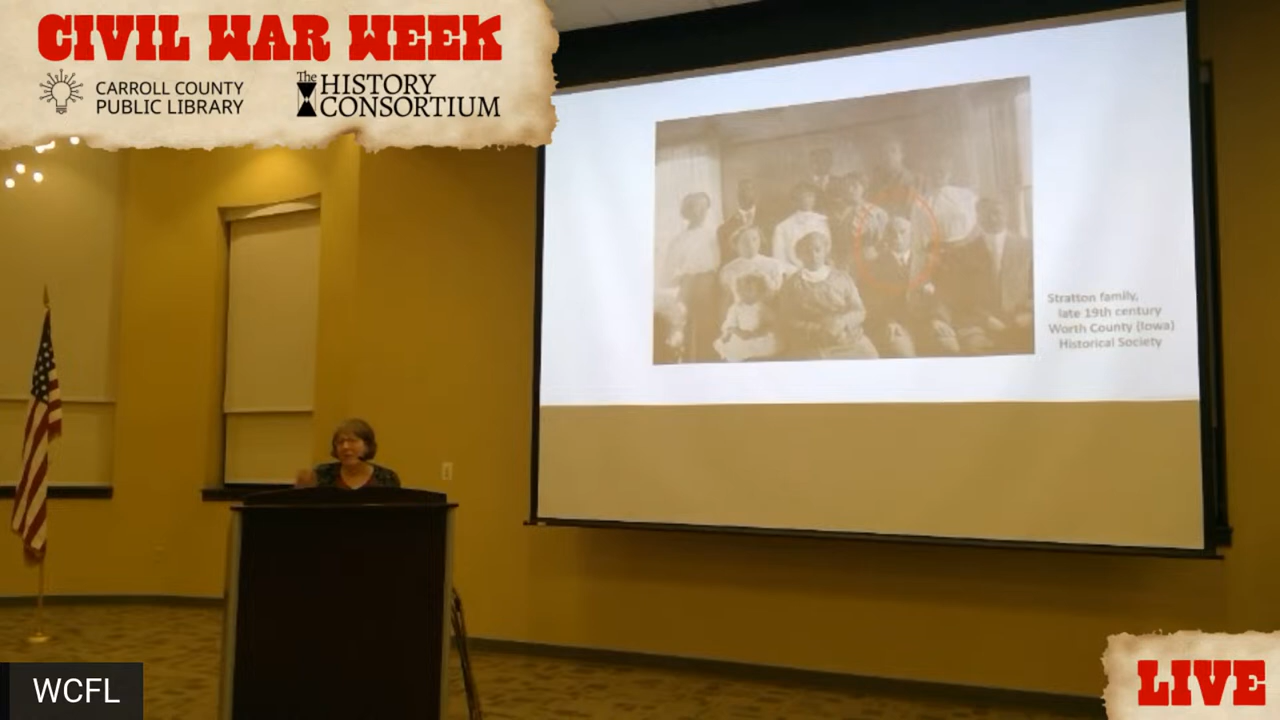 CIVIL WAR WEEK
CARROLL COUNTY
PUBLIC LIBRARY
The HISTORY
CONSORTIUM
Stratton family,
late 19th century
Worth County (Iowa)
Historical Society
WCFL
LIVE